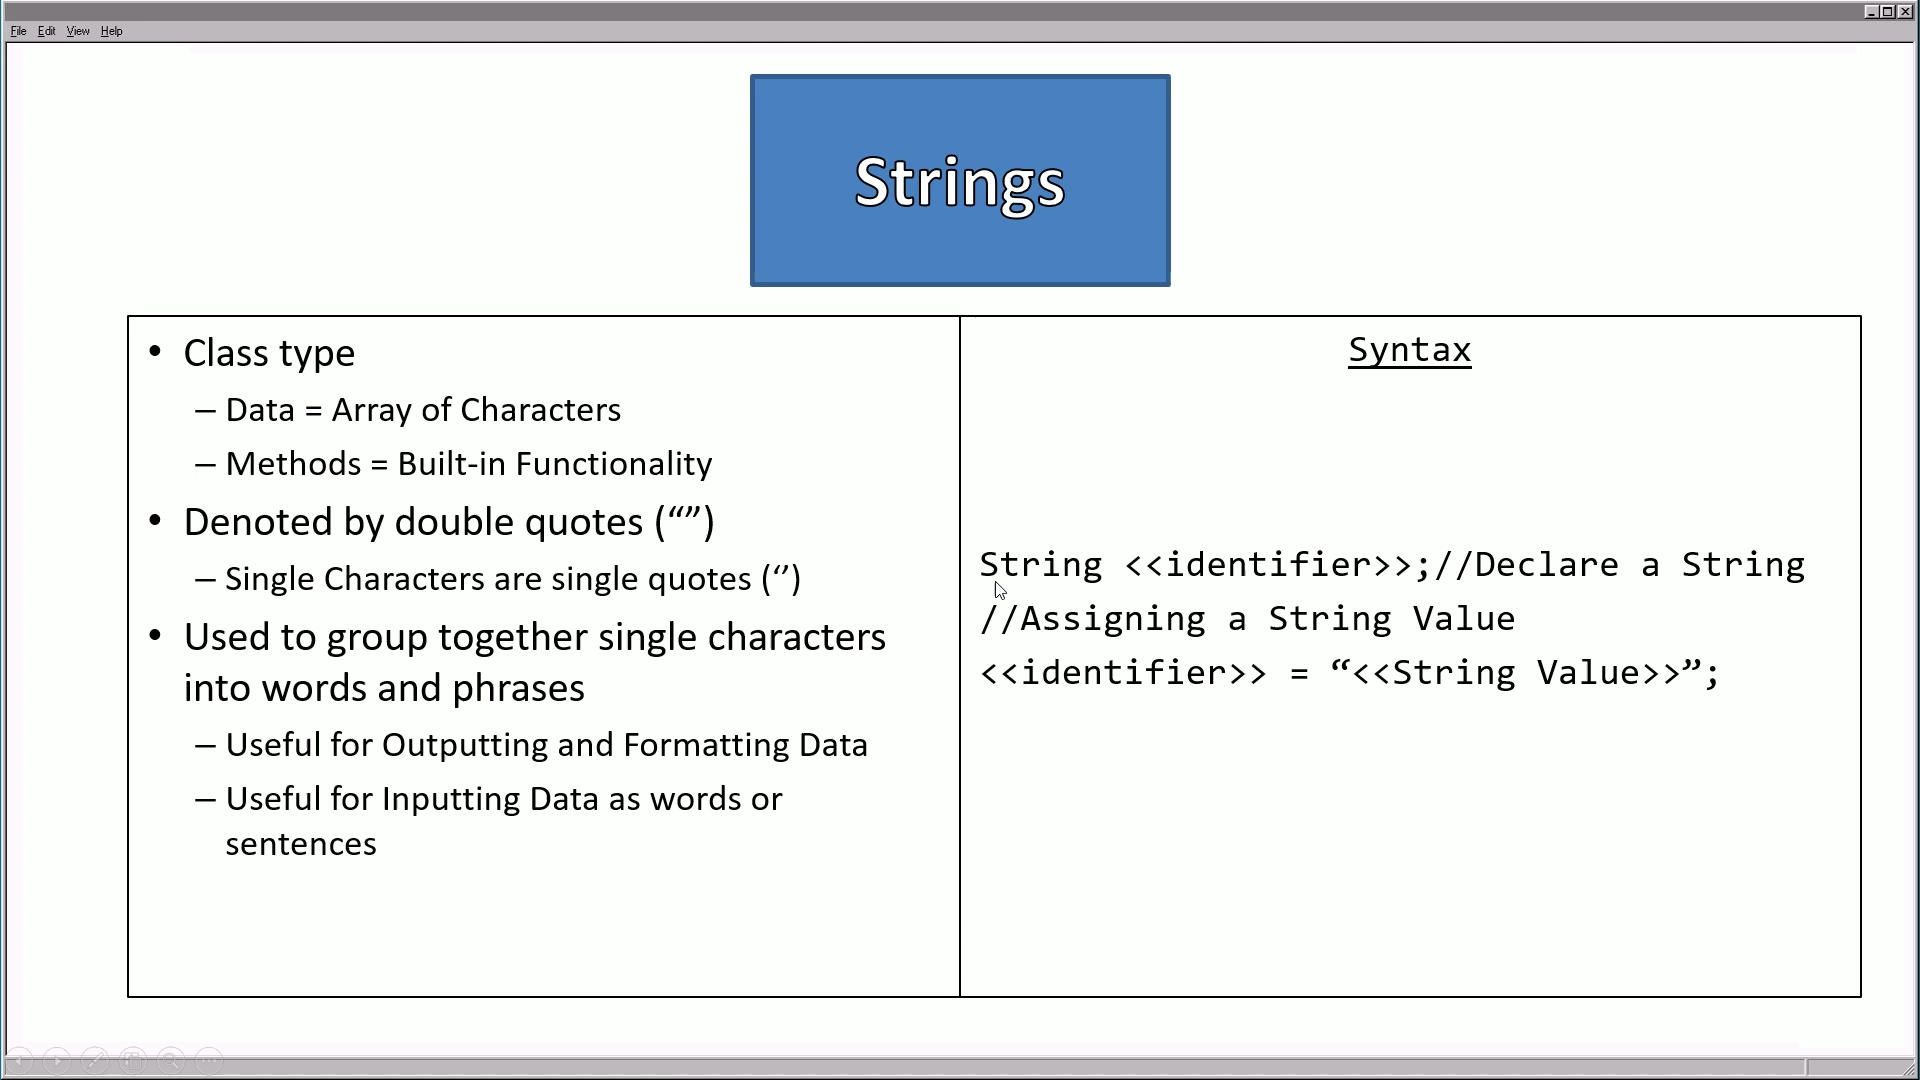 File Edit View Help
Strings
• Class type
– Data = Array of Characters
– Methods = Built-in Functionality
• Denoted by double quotes (“”)
– Single Characters are single quotes (‘’)
• Used to group together single characters
into words and phrases
– Useful for Outputting and Formatting Data
– Useful for Inputting Data as words or
sentences
Syntax
String <<identifier>>;//Declare a String
//Assigning a String Value
<<identifier>> = “<<String Value>>”;